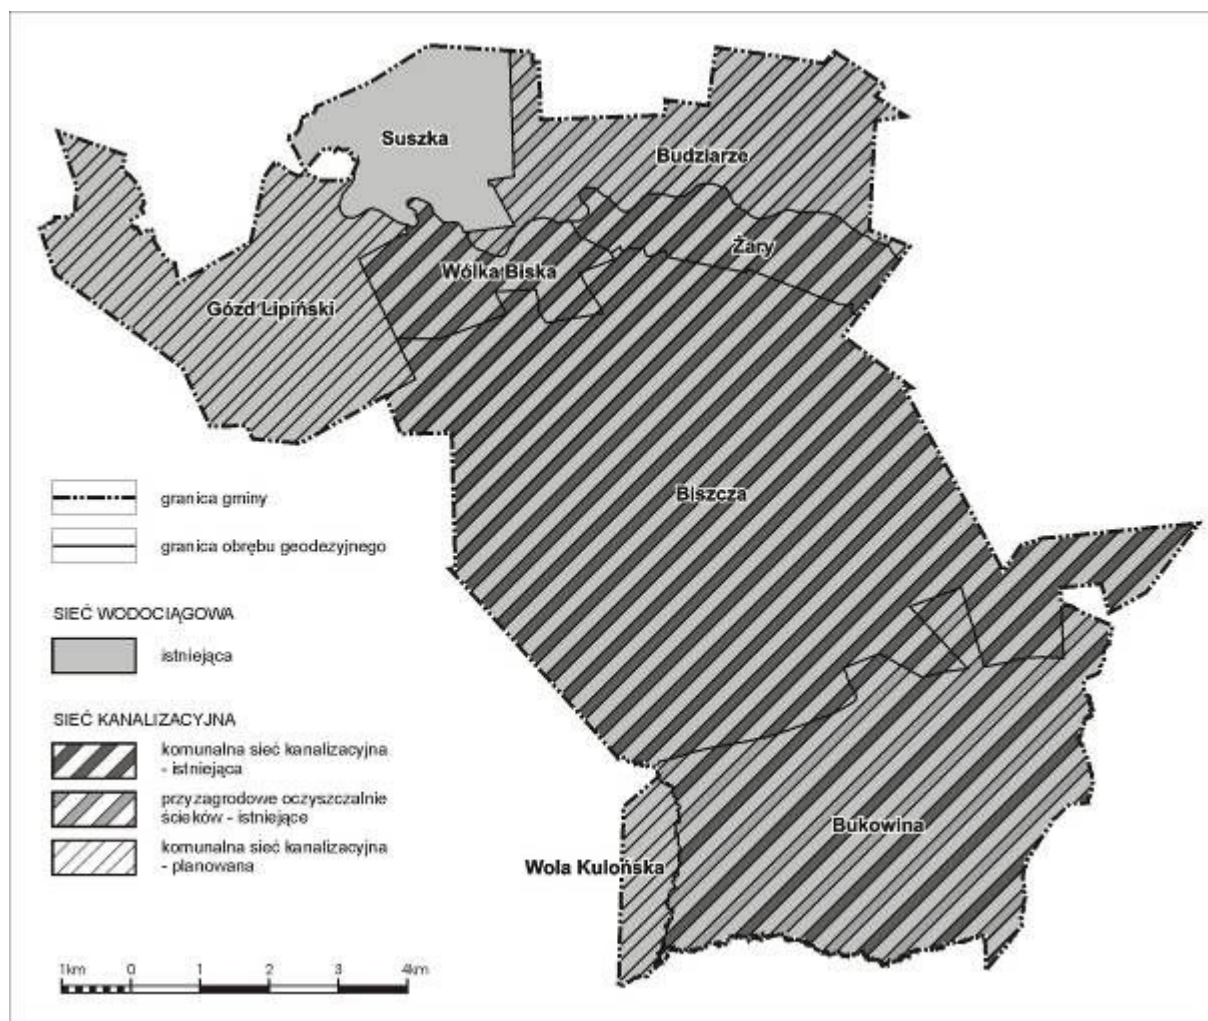 Suszka
Budziarze
Żary
Wólka Biska
Gózd Lipiński
Biszcza
granica gminy
granica obrębu geodezyjnego
SIEĆ WODOCIĄGOWA
istniejąca
SIEĆ KANALIZACYJNA
komunalna sieć kanalizacyjna
- istniejąca
przyzagrodowe oczyszczalnie
ścieków - istniejące
komunalna sieć kanalizacyjna
- planowana
Bukowina
Wola Kulońska
1km 0 1 2 3 4km